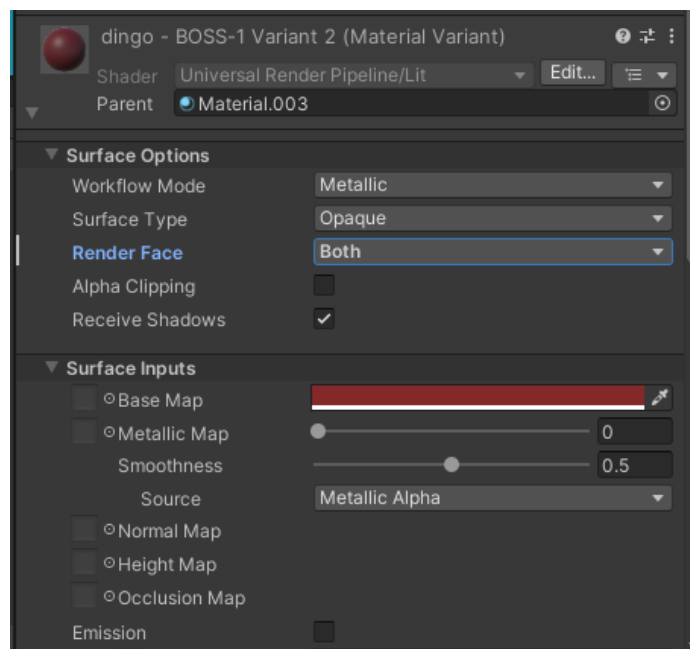 dingo - BOSS-1 Variant 2 (Material Variant)
Shader Universal Render Pipeline/Lit Edit...
Parent Material.003
Surface Options
Workflow Mode Metallic
Surface Type Opaque
Render Face Both
Alpha Clipping
Receive Shadows
Surface Inputs
Base Map
Metallic Map 0
Smoothness 0.5
Source Metallic Alpha
Normal Map
Height Map
Occlusion Map
Emission